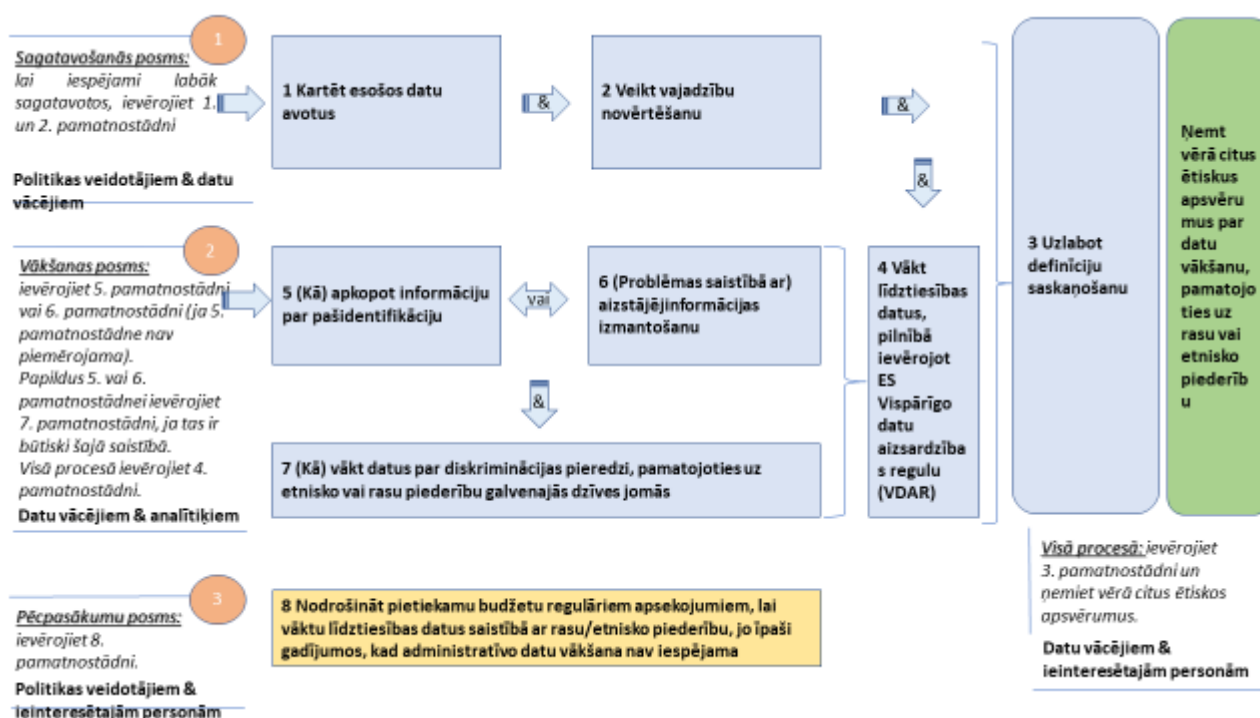 1
Sagatavošanās posms:
lai iespējami labāk
sagatavotos, ievērojiet 1.
un 2. pamatnostādni
Politikas veidotājiem & datu
vācējiem
1 Kartēt esošos datu
avotus
&
2 Veikt vajadzību
novērtēšanu
&
&
2
Vākšanas posms:
ievērojiet 5. pamatnostādni
vai 6. pamatnostādni (ja 5.
pamatnostādne nav
piemērojama).
Papildus 5. vai 6.
pamatnostādnei ievērojiet
7. pamatnostādni, ja tas ir
būtiski šajā saistībā.
Visā procesā ievērojiet 4.
pamatnostādni.
Datu vācējiem & analītiķiem
5 (Kā) apkopot informāciju
par pašidentifikāciju
vai
6 (Problēmas saistībā ar)
aizstājējinformācijas
izmantošanu
&
7 (Kā) vākt datus par diskriminācijas pieredzi, pamatojoties uz
etnisko vai rasu piederību galvenajās dzīves jomās
4 Vākt
līdztiesības
datus,
pilnībā
ievērojot
ES
Vispārīgo
datu
aizsardzība
s regulu
(VDAR)
3 Uzlabot
definīciju
saskaņošanu
Ņemt
vērā citus
ētiskus
apsvēru
mus par
datu
vākšanu,
pamatojo
ties uz
rasu vai
etnisko
piederīb
u
Visā procesā: ievērojiet
3. pamatnostādni un
ņemiet vērā citus ētiskos
apsvērumus.
Datu vācējiem &
ieinteresētajām personām
3
Pēcpasākumu posms:
ievērojiet 8.
pamatnostādni.
Politikas veidotājiem &
ieinteresētajām personām
8 Nodrošināt pietiekamu budžetu regulāriem apsekojumiem, lai
vāktu līdztiesības datus saistībā ar rasu/etnisko piederību, jo īpaši
gadījumos, kad administratīvo datu vākšana nav iespējama